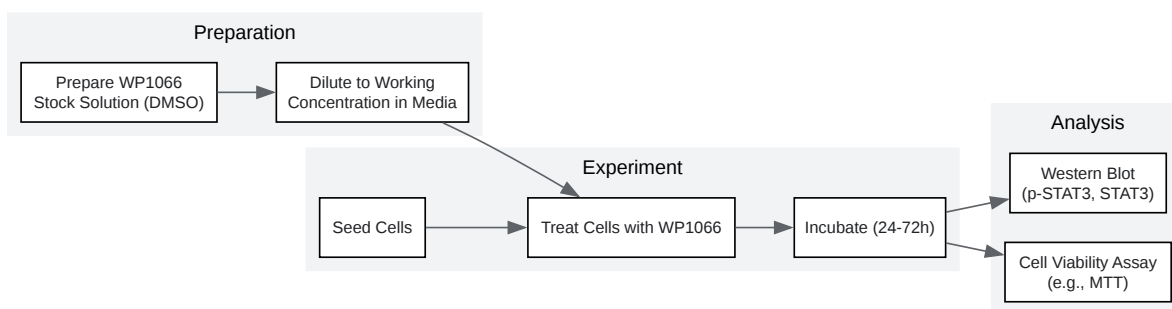 Preparation
Prepare WP1066
Stock Solution (DMSO)
Dilute to Working
Concentration in Media
Experiment
Seed Cells
Treat Cells with WP1066
Incubate (24-72h)
Analysis
Western Blot
(p-STAT3, STAT3)
Cell Viability Assay
(e.g., MTT)